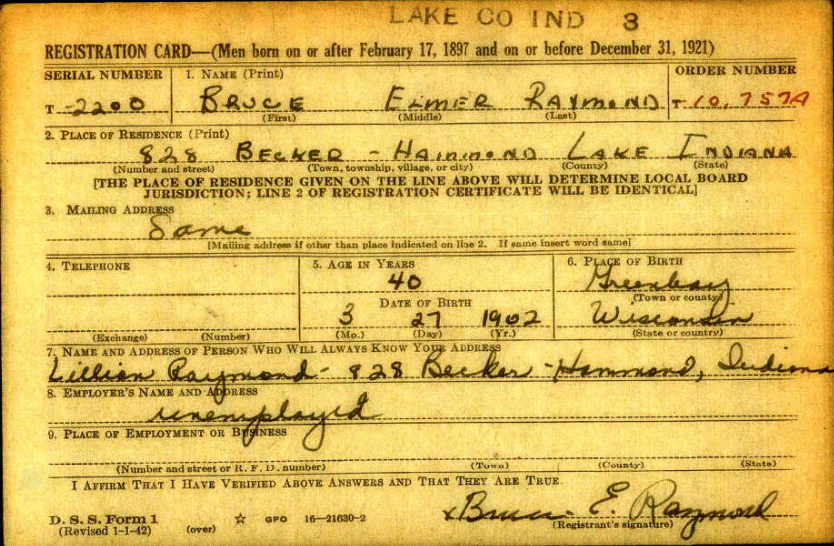 LAKE CO IND 3
REGISTRATION CARD—(Men born on or after February 17, 1897 and on or before December 31, 1921)
SERIAL NUMBER 1. NAME (Print) ORDER NUMBER
T -2200 BRUCE ELMER RAYMOND T 10,757A
(First) (Middle) (Last)
2. PLACE OF RESIDENCE (Print)
828 BECKER - HAMMOND LAKE INDIANA
(Number and street) (Town, township, village, or city) (County) (State)
[THE PLACE OF RESIDENCE GIVEN ON THE LINE ABOVE WILL DETERMINE LOCAL BOARD
JURISDICTION; LINE 2 OF REGISTRATION CERTIFICATE WILL BE IDENTICAL]
3. MAILING ADDRESS
Same
[Mailing address if other than place indicated on line 2. If same insert word same]
4. TELEPHONE 5. AGE IN YEARS 6. PLACE OF BIRTH
40 Greenbay
DATE OF BIRTH (Town or county)
3 27 1902 Wisconsin
(Exchange) (Number) (Mo.) (Day) (Yr.) (State or country)
7. NAME AND ADDRESS OF PERSON WHO WILL ALWAYS KNOW YOUR ADDRESS
Lillian Raymond - 828 Becker - Hammond, Indiana
8. EMPLOYER'S NAME AND ADDRESS
unemployed
9. PLACE OF EMPLOYMENT OR BUSINESS
(Number and street or R. F. D. number) (Town) (County) (State)
I AFFIRM THAT I HAVE VERIFIED ABOVE ANSWERS AND THAT THEY ARE TRUE.
D. S. S. Form 1 ☆ GPO 16—21630-2 x Bruce E. Raymond
(Revised 1-1-42) (over) (Registrant's signature)